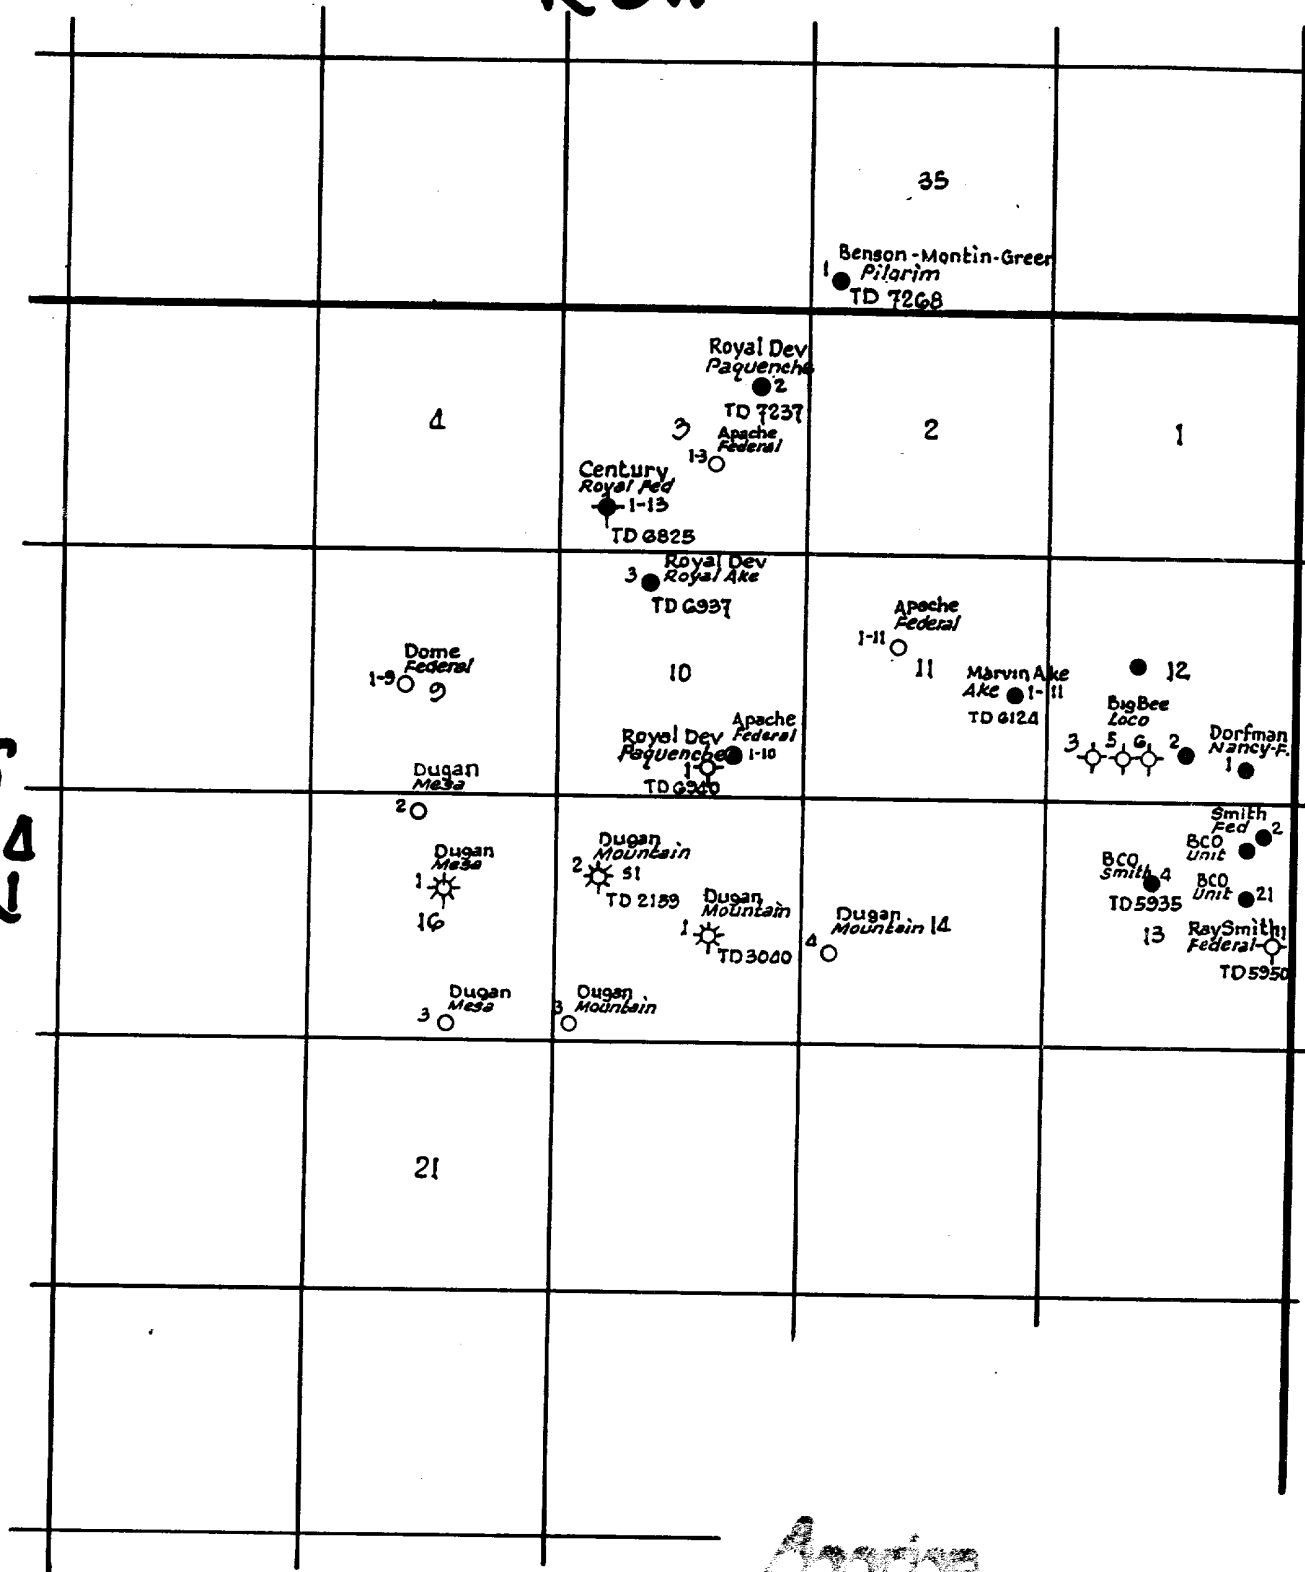 35
Benson-Montin-Greer
1 Pilgrim
TD 7268
Royal Dev
Paquenche
2
TD 7237
4
3
2
1
Apache
Federal
1-3
Century
Royal Fed
1-13
TD 6825
Royal Dev
3 Royal Ake
TD 6937
Apache
Federal
1-11
11
Dome
Federal
1-9
9
10
Marvin Ake
Ake 1-11
TD 6124
12
BigBee
Loco
3 5 6 2
Dorfman
Nancy-F.
1
Apache
Federal
1-10
Royal Dev
Paquenche
1
TD 6940
Dugan
Mesa
2
Dugan
Mesa
1
16
Dugan
Mountain
2 SI
TD 2159
Dugan
Mountain
1
TD 3040
Dugan
Mountain 14
4
Smith
Fed 2
BCO
Unit
BCO
Smith 4
TD 5935
BCO
Unit 21
13
Ray Smith
Federal
TD 5950
Dugan
Mesa
3
Dugan
Mountain
3
21